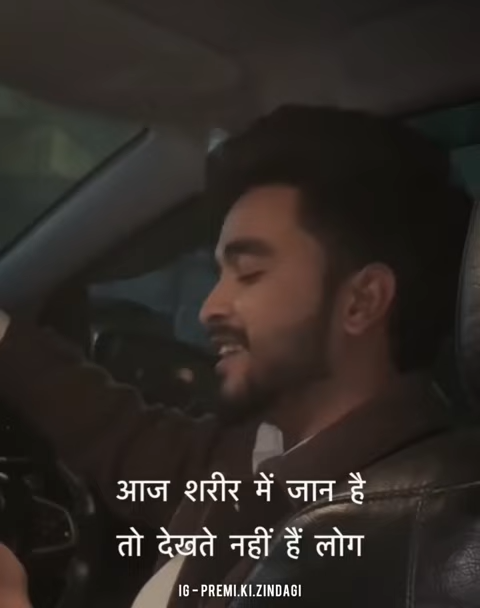 आज शरीर में जान है
तो देखते नहीं हैं लोग
IG - PREMI.KI.ZINDAGI